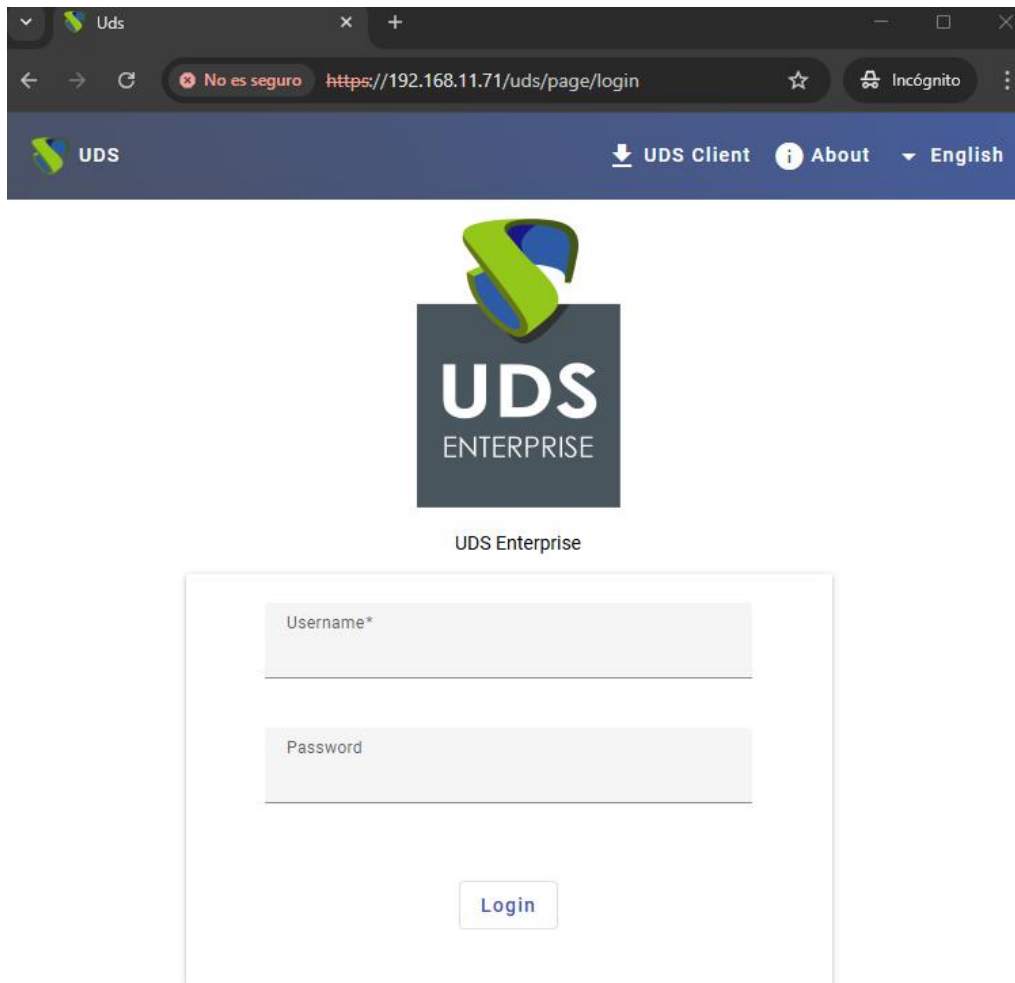 Uds
No es seguro https://192.168.11.71/uds/page/login Incógnito
UDS UDS Client About English
UDS
ENTERPRISE
UDS Enterprise
Username*
Password
Login